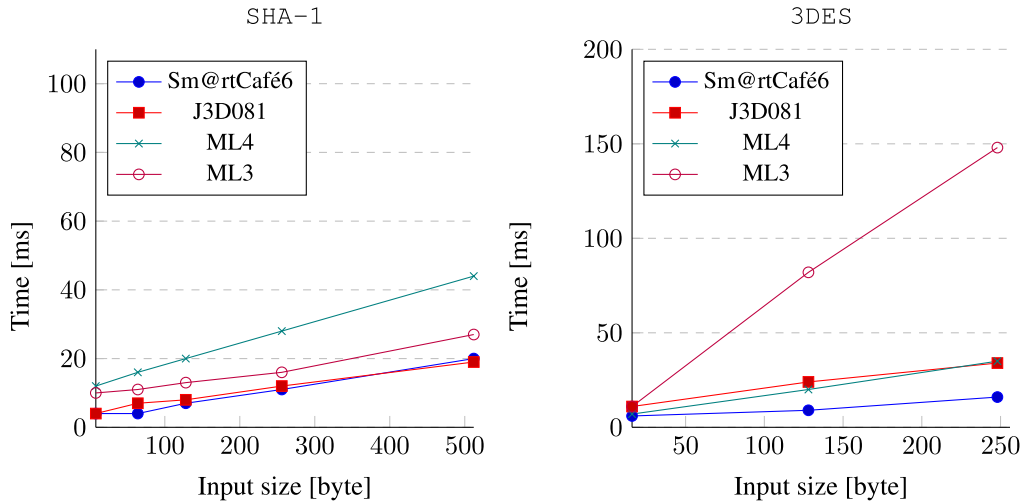 SHA-1
Time [ms]
100
80
60
40
20
0
Sm@rtCafé6
J3D081
ML4
ML3
100 200 300 400 500
Input size [byte]
3DES
Time [ms]
200
150
100
50
0
Sm@rtCafé6
J3D081
ML4
ML3
50 100 150 200 250
Input size [byte]